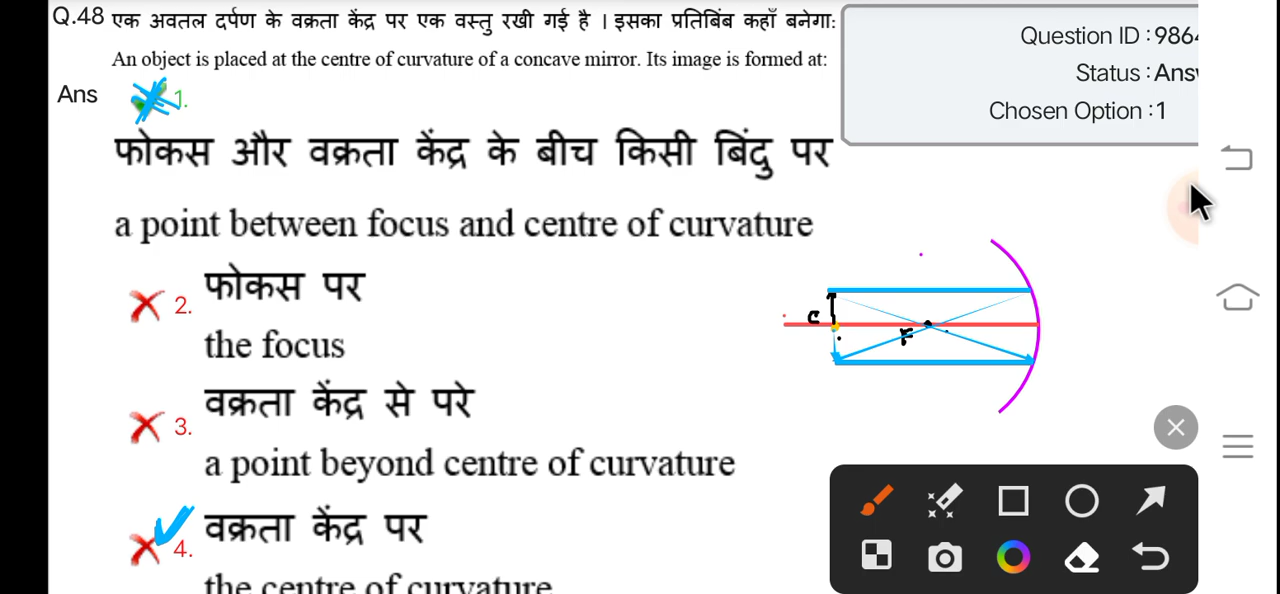 Q.48 एक अवतल दर्पण के वक्रता केंद्र पर एक वस्तु रखी गई है । इसका प्रतिबिंब कहाँ बनेगा:
An object is placed at the centre of curvature of a concave mirror. Its image is formed at:
Question ID : 986
Status : Ans
Chosen Option : 1
Ans 1.
फोकस और वक्रता केंद्र के बीच किसी बिंदु पर
a point between focus and centre of curvature
2. फोकस पर
the focus
3. वक्रता केंद्र से परे
a point beyond centre of curvature
4. वक्रता केंद्र पर
the centre of curvature
C
F